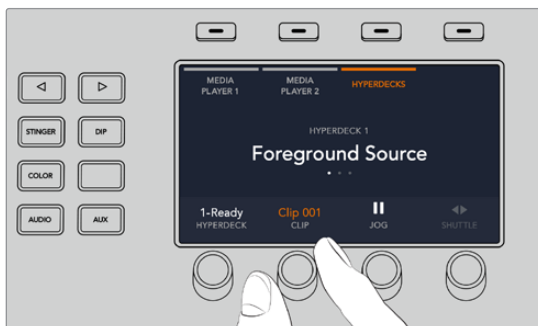 MEDIA
PLAYER 1
MEDIA
PLAYER 2
HYPERDECKS
HYPERDECK 1
Foreground Source
1-Ready
HYPERDECK
Clip 001
CLIP
JOG
SHUTTLE
STINGER
DIP
COLOR
AUDIO
AUX